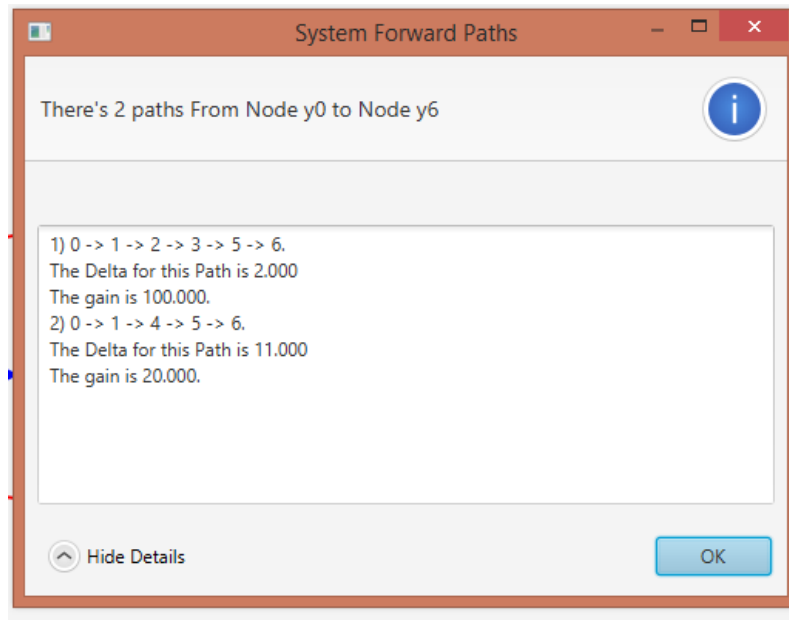 System Forward Paths
There's 2 paths From Node y0 to Node y6
1) 0 -> 1 -> 2 -> 3 -> 5 -> 6.
The Delta for this Path is 2.000
The gain is 100.000.
2) 0 -> 1 -> 4 -> 5 -> 6.
The Delta for this Path is 11.000
The gain is 20.000.
Hide Details
OK